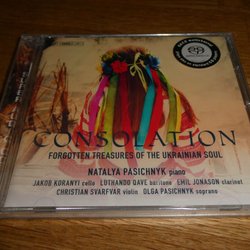 CONSOLATION
FORGOTTEN TREASURES OF THE UKRAINIAN SOUL
NATALYA PASICHNYK piano
JAKOB KORANYI cello LUTHANDO QAVE baritone EMIL JONASON clarinet
CHRISTIAN SVARFVAR violin OLGA PASICHNYK soprano